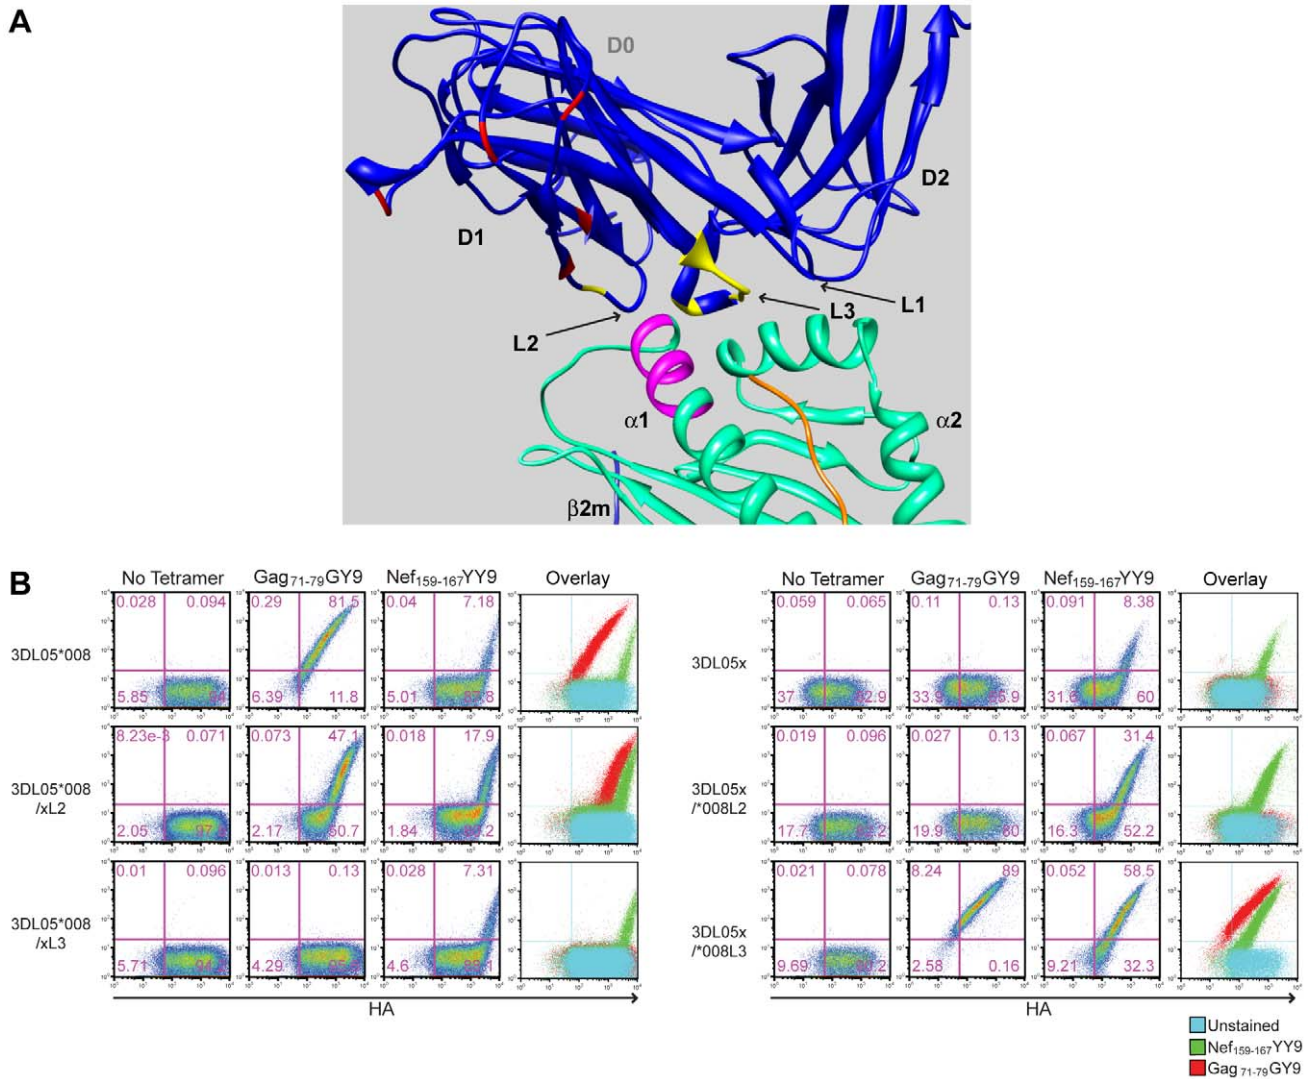 A
D0
D1
D2
L1
L3
L2
α1
α2
β2m
B
No Tetramer Gag71-79GY9 Nef159-167YY9 Overlay
3DL05*008
0.028 0.094 0.29 81.5 0.04 7.18
5.85 6.39 11.8 5.01
3DL05*008
/xL2
8.23e-3 0.071 0.073 47.1 0.018 17.9
2.05 2.17 50.7 1.84
3DL05*008
/xL3
0.01 0.096 0.013 0.13 0.028 7.31
5.71 4.29 4.6
HA
No Tetramer Gag71-79GY9 Nef159-167YY9 Overlay
3DL05x
0.059 0.065 0.11 0.13 0.091 8.38
37 62.9 33.9 31.6 60
3DL05x
/*008L2
0.019 0.096 0.027 0.13 0.067 31.4
17.7 19.9 80 16.3 52.2
3DL05x
/*008L3
0.021 0.078 8.24 89 0.052 58.5
9.69 2.58 0.16 9.21 32.3
HA
Unstained
Nef159-167YY9
Gag71-79GY9